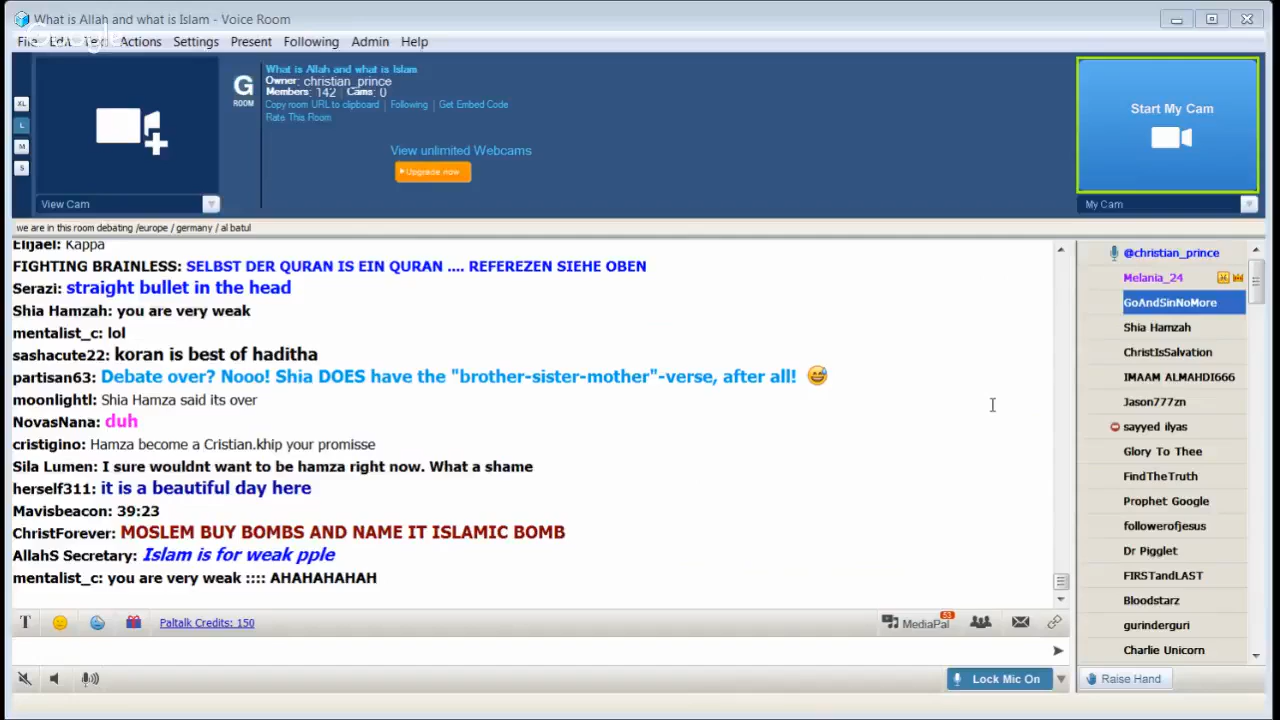 What is Allah and what is Islam - Voice Room
Google
File Edit Text Actions Settings Present Following Admin Help
XL
L
M
S
G
ROOM
What is Allah and what is Islam
Owner: christian_prince
Members: 142 Cams: 0
Copy room URL to clipboard | Following | Get Embed Code
Rate This Room
View unlimited Webcams
Upgrade now
Start My Cam
View Cam
My Cam
we are in this room debating /europe / germany / al batul
Elijael: Kappa
FIGHTING BRAINLESS: SELBST DER QURAN IS EIN QURAN .... REFEREZEN SIEHE OBEN
Serazi: straight bullet in the head
Shia Hamzah: you are very weak
mentalist_c: lol
sashacute22: koran is best of haditha
partisan63: Debate over? Nooo! Shia DOES have the "brother-sister-mother"-verse, after all! 😅
moonlightl: Shia Hamza said its over
NovasNana: duh
cristigino: Hamza become a Cristian.khip your promisse
Sila Lumen: I sure wouldnt want to be hamza right now. What a shame
herself311: it is a beautiful day here
Mavisbeacon: 39:23
ChristForever: MOSLEM BUY BOMBS AND NAME IT ISLAMIC BOMB
AllahS Secretary: Islam is for weak pple
mentalist_c: you are very weak :::: AHAHAHAHAH
@christian_prince
Melania_24
GoAndSinNoMore
Shia Hamzah
ChristIsSalvation
IMAAM ALMAHDI666
Jason777zn
sayyed ilyas
Glory To Thee
FindTheTruth
Prophet Google
followerofjesus
Dr Pigglet
FIRSTandLAST
Bloodstarz
gurinderguri
Charlie Unicorn
T
Paltalk Credits: 150
MediaPal
53
Lock Mic On
Raise Hand